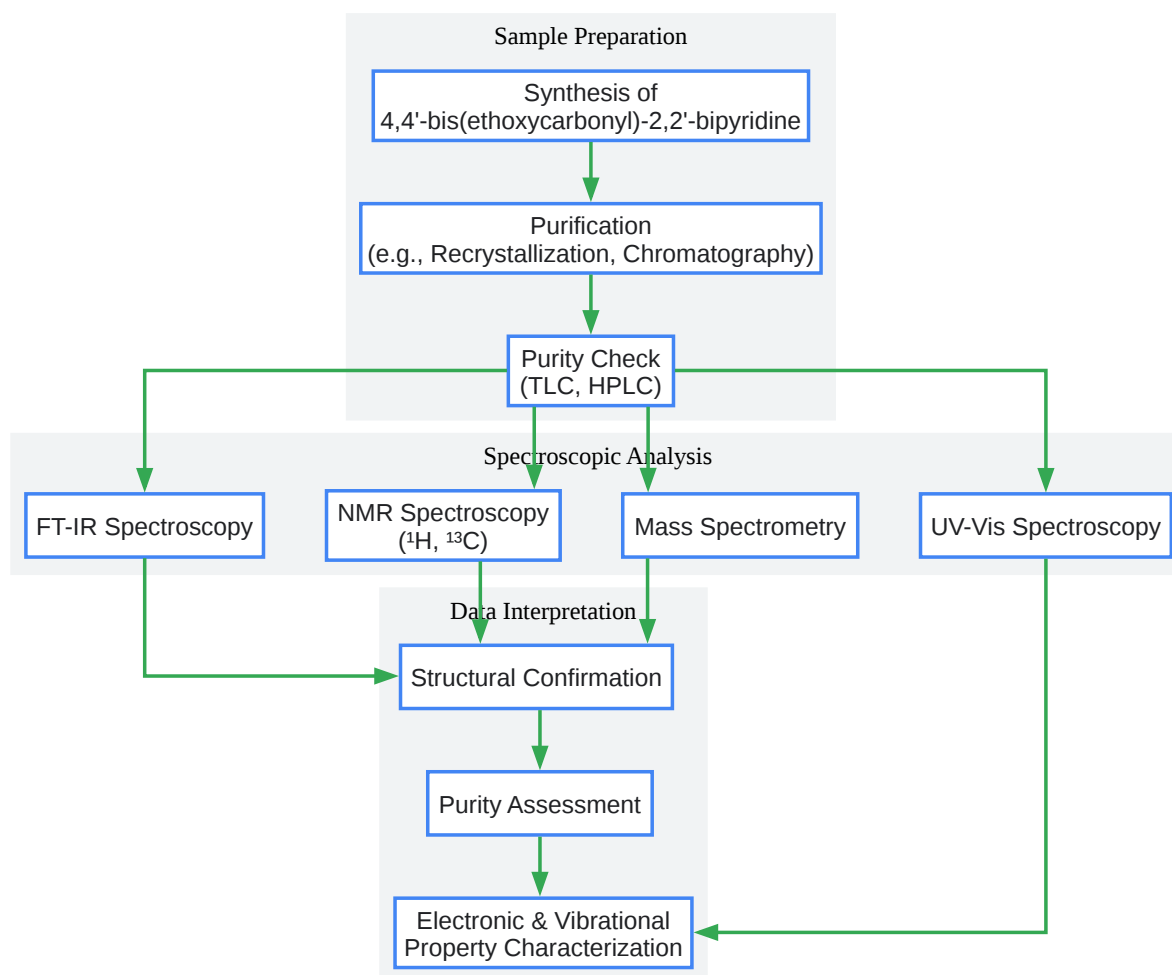 Sample Preparation
Synthesis of
4,4'-bis(ethoxycarbonyl)-2,2'-bipyridine
Purification
(e.g., Recrystallization, Chromatography)
Purity Check
(TLC, HPLC)
Spectroscopic Analysis
FT-IR Spectroscopy
NMR Spectroscopy
(¹H, ¹³C)
Mass Spectrometry
UV-Vis Spectroscopy
Data Interpretation
Structural Confirmation
Purity Assessment
Electronic & Vibrational
Property Characterization